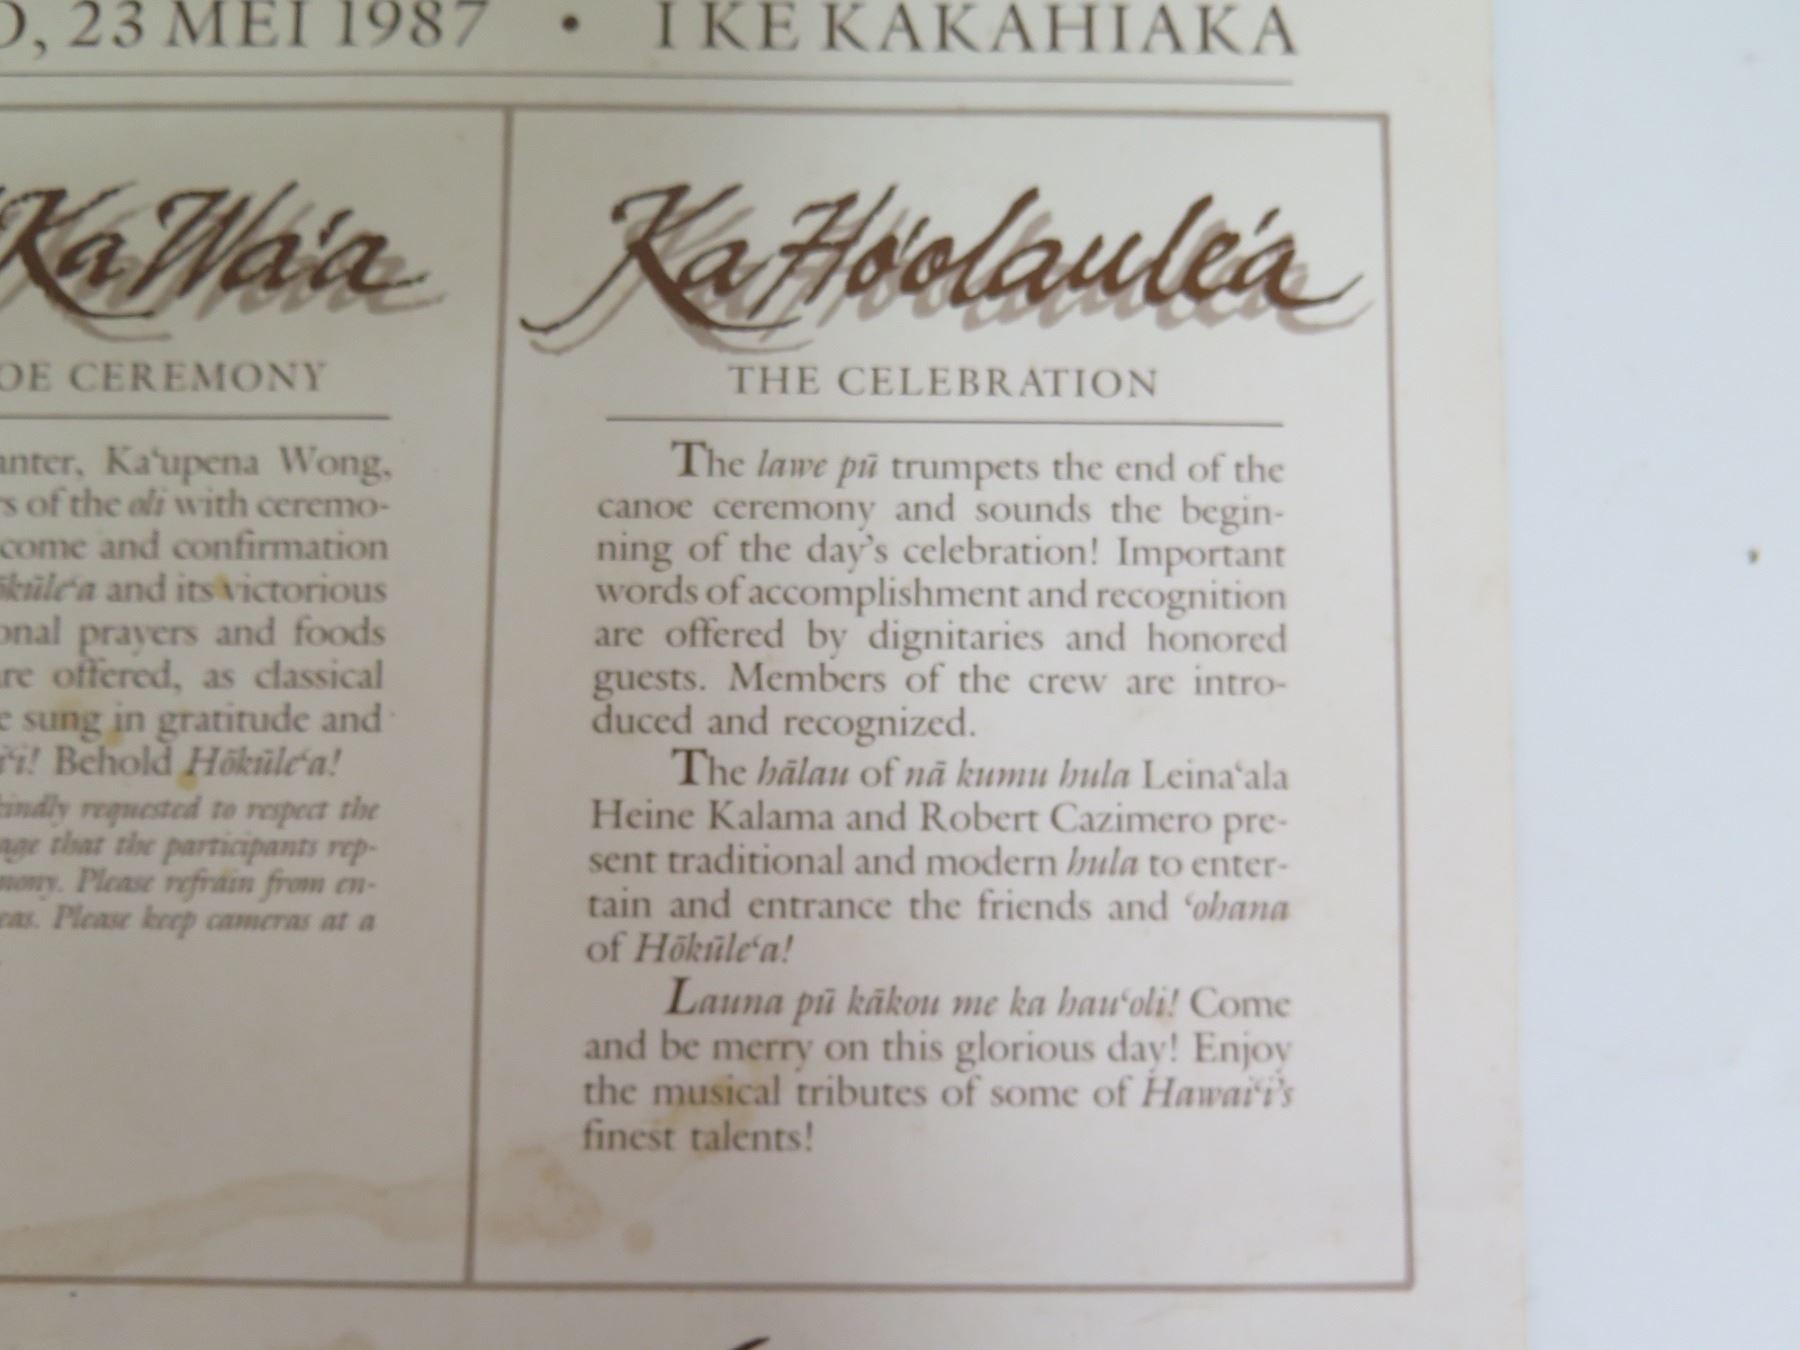 O, 23 MEI 1987 • I KE KAKAHIAKA
Ka Wa'a
OE CEREMONY
anter, Ka‘upena Wong,
rs of the oli with ceremo-
come and confirmation
ōkūle‘a and its victorious
onal prayers and foods
are offered, as classical
e sung in gratitude and
i‘i! Behold Hōkūle‘a!
kindly requested to respect the
age that the participants rep-
mony. Please refrain from en-
eas. Please keep cameras at a
Ka Ho'olaule'a
THE CELEBRATION
The lawe pū trumpets the end of the
canoe ceremony and sounds the begin-
ning of the day's celebration! Important
words of accomplishment and recognition
are offered by dignitaries and honored
guests. Members of the crew are intro-
duced and recognized.
The hālau of nā kumu hula Leina‘ala
Heine Kalama and Robert Cazimero pre-
sent traditional and modern hula to enter-
tain and entrance the friends and ‘ohana
of Hōkūle‘a!
Launa pū kākou me ka hau‘oli! Come
and be merry on this glorious day! Enjoy
the musical tributes of some of Hawai‘i's
finest talents!